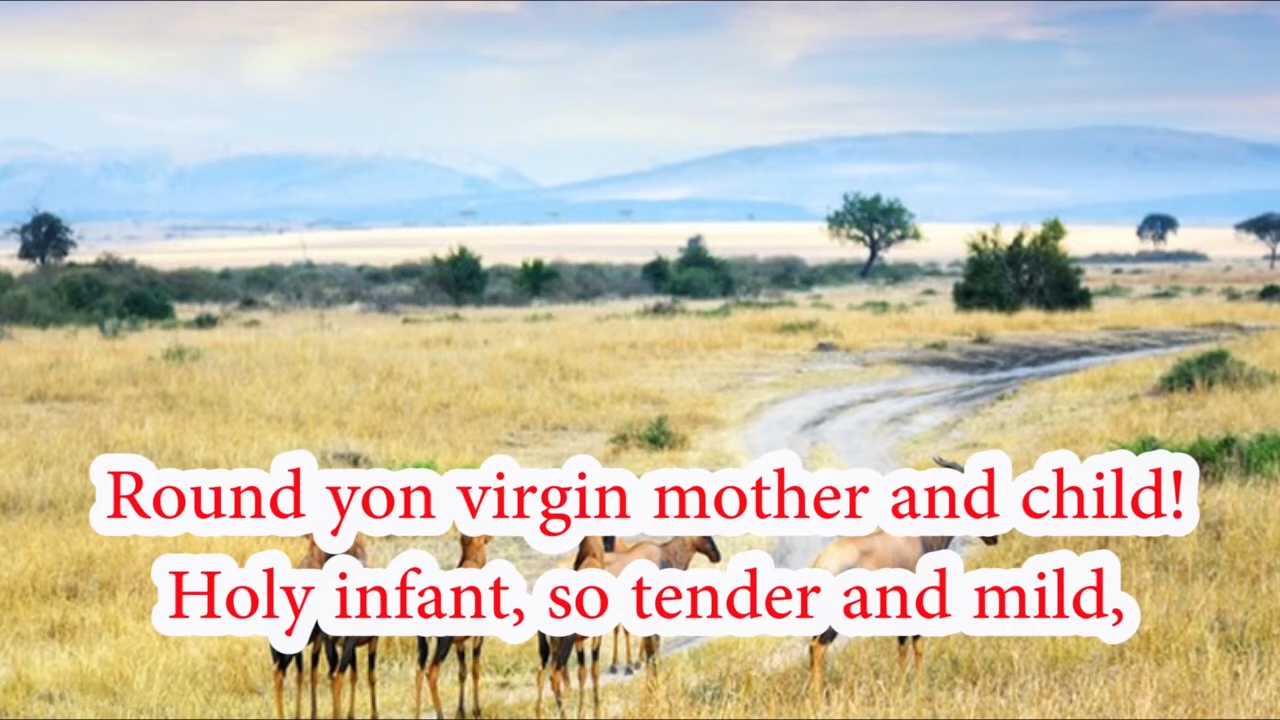 Round yon virgin mother and child!
Holy infant, so tender and mild,